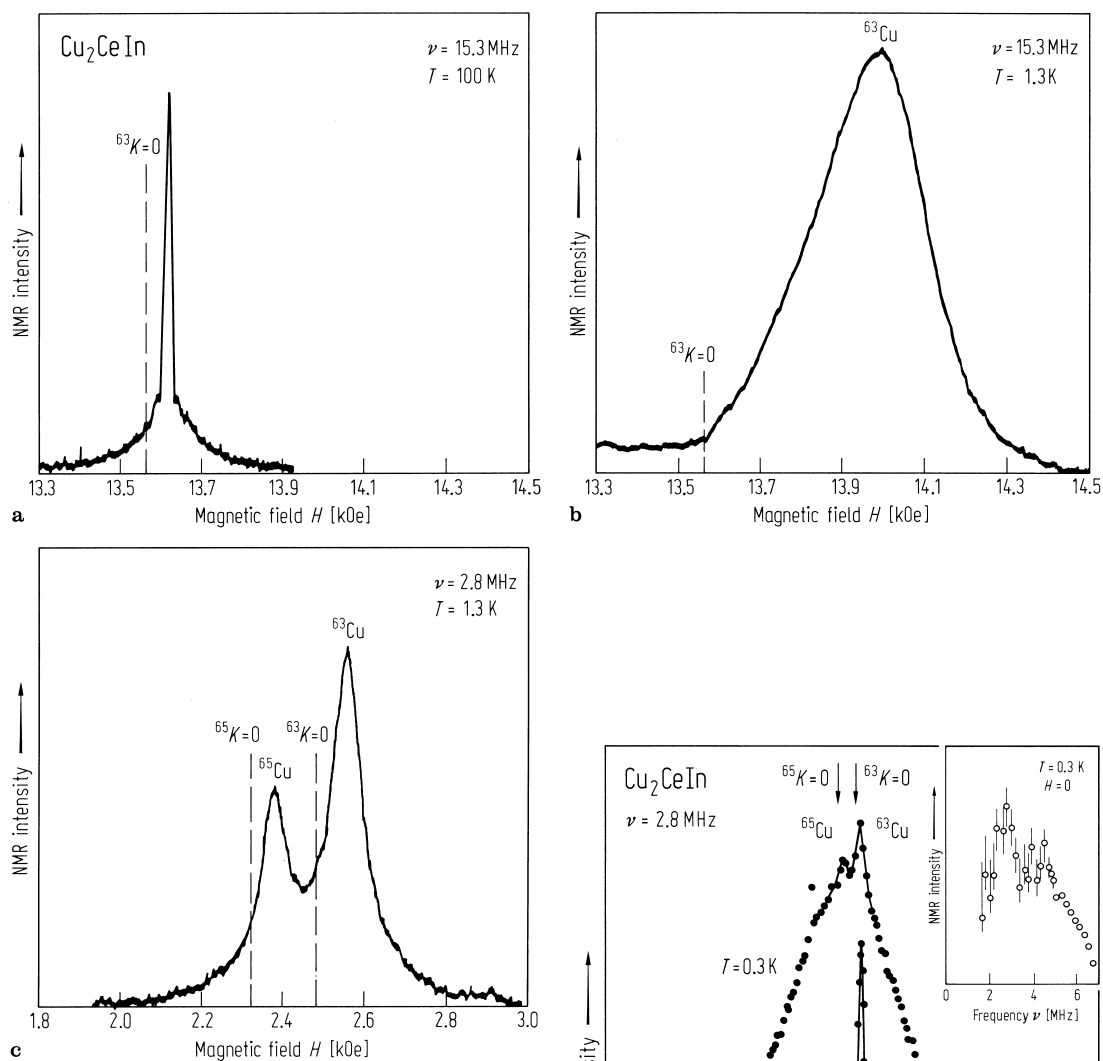 Cu₂CeIn
ν = 15.3 MHz
T = 100 K
⁶³K=0
NMR intensity
13.3 13.5 13.7 13.9 14.1 14.3 14.5
Magnetic field H [kOe]
a
⁶³Cu
ν = 15.3 MHz
T = 1.3 K
⁶³K=0
NMR intensity
13.3 13.5 13.7 13.9 14.1 14.3 14.5
Magnetic field H [kOe]
b
ν = 2.8 MHz
T = 1.3 K
⁶³Cu
⁶⁵K=0 ⁶³K=0
⁶⁵Cu
NMR intensity
1.8 2.0 2.2 2.4 2.6 2.8 3.0
Magnetic field H [kOe]
c
Cu₂CeIn
ν = 2.8 MHz
⁶⁵K=0 ⁶³K=0
⁶⁵Cu ⁶³Cu
T = 0.3 K
T = 0.3 K
H = 0
NMR intensity
0 2 4 6
Frequency ν [MHz]